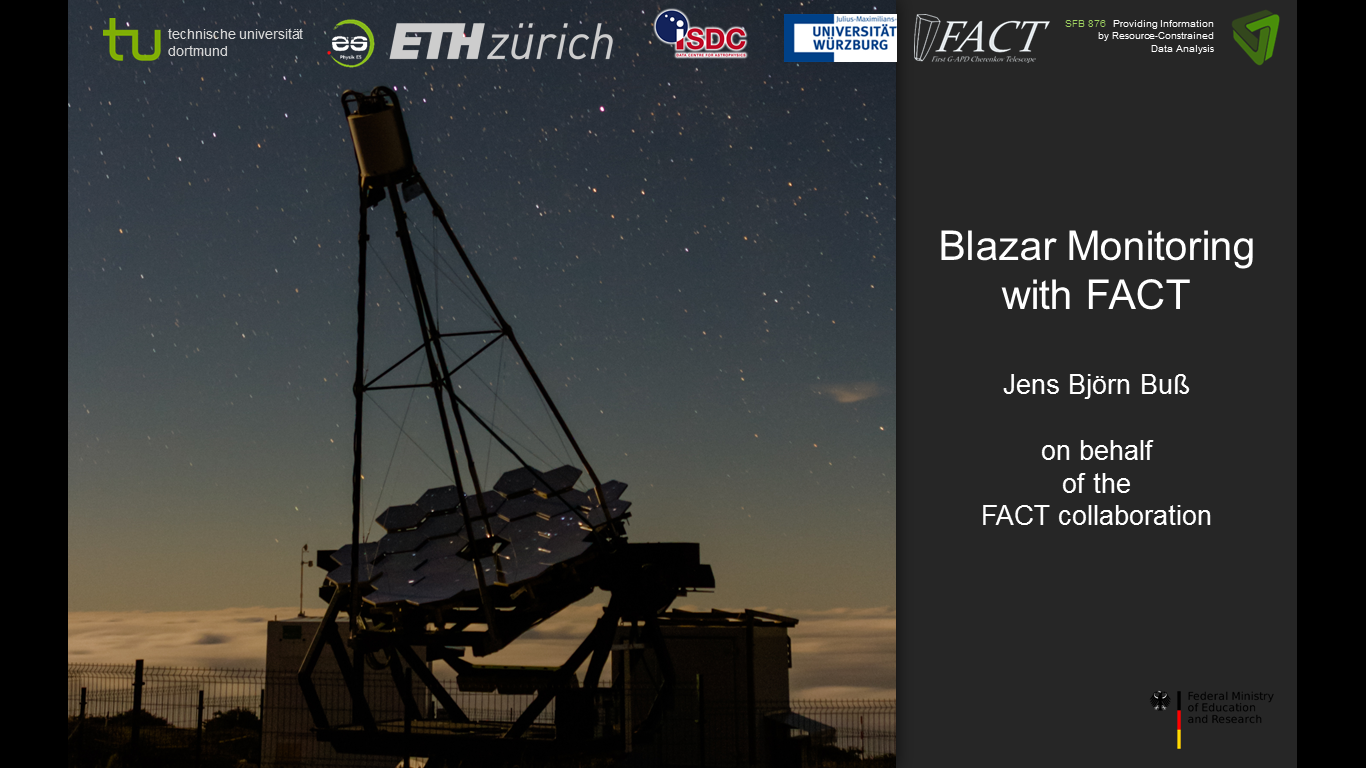 technische universität
dortmund
Physik E5
ETH zürich
iSDC
DATA CENTRE FOR ASTROPHYSICS
Julius-Maximilians-
UNIVERSITÄT
WÜRZBURG
FACT
First G-APD Cherenkov Telescope
SFB 876 Providing Information
by Resource-Constrained
Data Analysis
Blazar Monitoring
with FACT
Jens Björn Buß
on behalf
of the
FACT collaboration
Federal Ministry
of Education
and Research